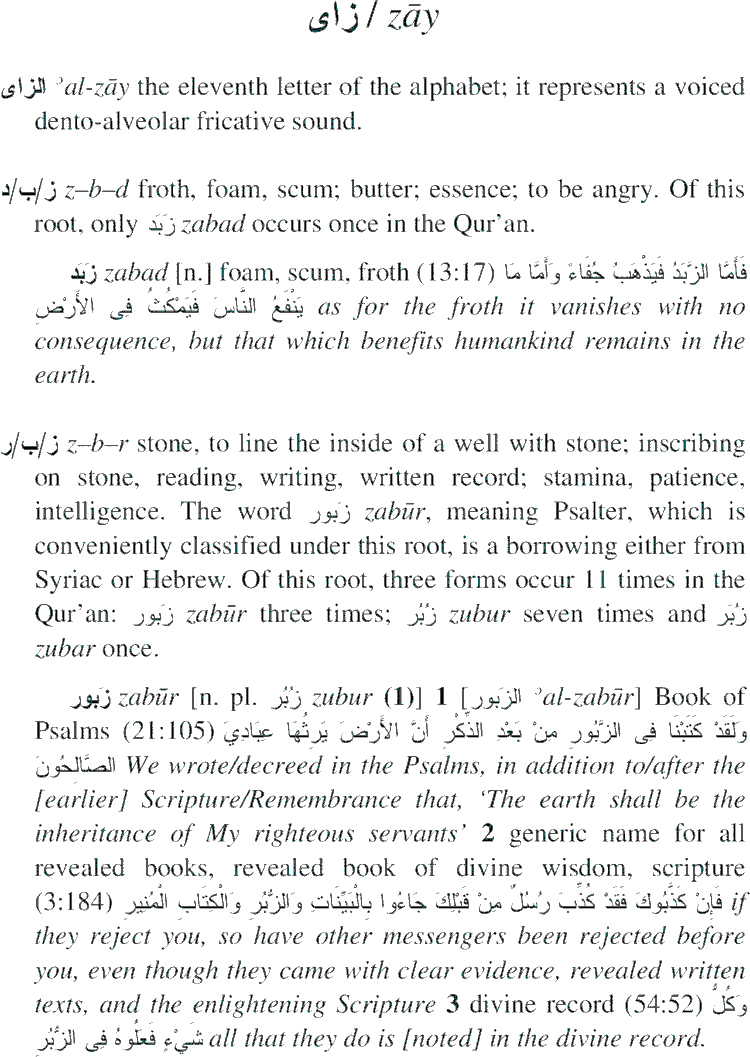 زاى / zāy
الزاى ʾal-zāy the eleventh letter of the alphabet; it represents a voiced
dento-alveolar fricative sound.
ز/ب/د z–b–d froth, foam, scum; butter; essence; to be angry. Of this
root, only زَبَد zabad occurs once in the Qur'an.
زَبَد zabad [n.] foam, scum, froth (13:17) فَأَمَّا الزَّبَدُ فَيَذْهَبُ جُفَاءً وَأَمَّا مَا
يَنْفَعُ النَّاسَ فَيَمْكُثُ فِى الأَرْضِ as for the froth it vanishes with no
consequence, but that which benefits humankind remains in the
earth.
ز/ب/ر z–b–r stone, to line the inside of a well with stone; inscribing
on stone, reading, writing, written record; stamina, patience,
intelligence. The word زَبور zabūr, meaning Psalter, which is
conveniently classified under this root, is a borrowing either from
Syriac or Hebrew. Of this root, three forms occur 11 times in the
Qur'an: زَبور zabūr three times; زُبُر zubur seven times and زُبَر
zubar once.
زَبور zabūr [n. pl. زُبُر zubur (1)] 1 [الزَبور ʾal-zabūr] Book of
Psalms (21:105) وَلَقَدْ كَتَبْنَا فِى الزَّبُورِ مِنْ بَعْدِ الذِّكْرِ أَنَّ الأَرْضَ يَرِثُهَا عِبَادِيَ
الصَّالِحُونَ We wrote/decreed in the Psalms, in addition to/after the
[earlier] Scripture/Remembrance that, 'The earth shall be the
inheritance of My righteous servants' 2 generic name for all
revealed books, revealed book of divine wisdom, scripture
(3:184) فَإِنْ كَذَّبُوكَ فَقَدْ كُذِّبَ رُسُلٌ مِنْ قَبْلِكَ جَاءُوا بِالْبَيِّنَاتِ وَالزُّبُرِ وَالْكِتَابِ الْمُنِيرِ if
they reject you, so have other messengers been rejected before
you, even though they came with clear evidence, revealed written
texts, and the enlightening Scripture 3 divine record (54:52) وَكُلُّ
شَيْءٍ فَعَلُوهُ فِى الزُّبُرِ all that they do is [noted] in the divine record.